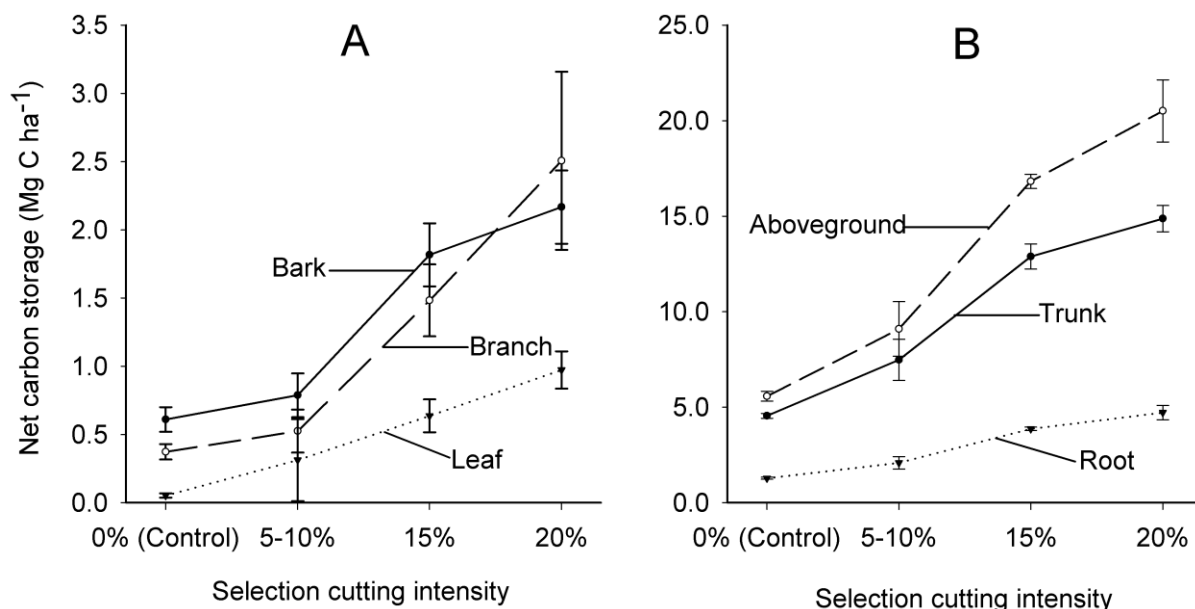 A
Net carbon storage (Mg C ha-1)
3.5
3.0
2.5
2.0
1.5
1.0
0.5
0.0
Bark
Branch
Leaf
0% (Control) 5-10% 15% 20%
Selection cutting intensity
B
25.0
20.0
15.0
10.0
5.0
0.0
Aboveground
Trunk
Root
0% (Control) 5-10% 15% 20%
Selection cutting intensity